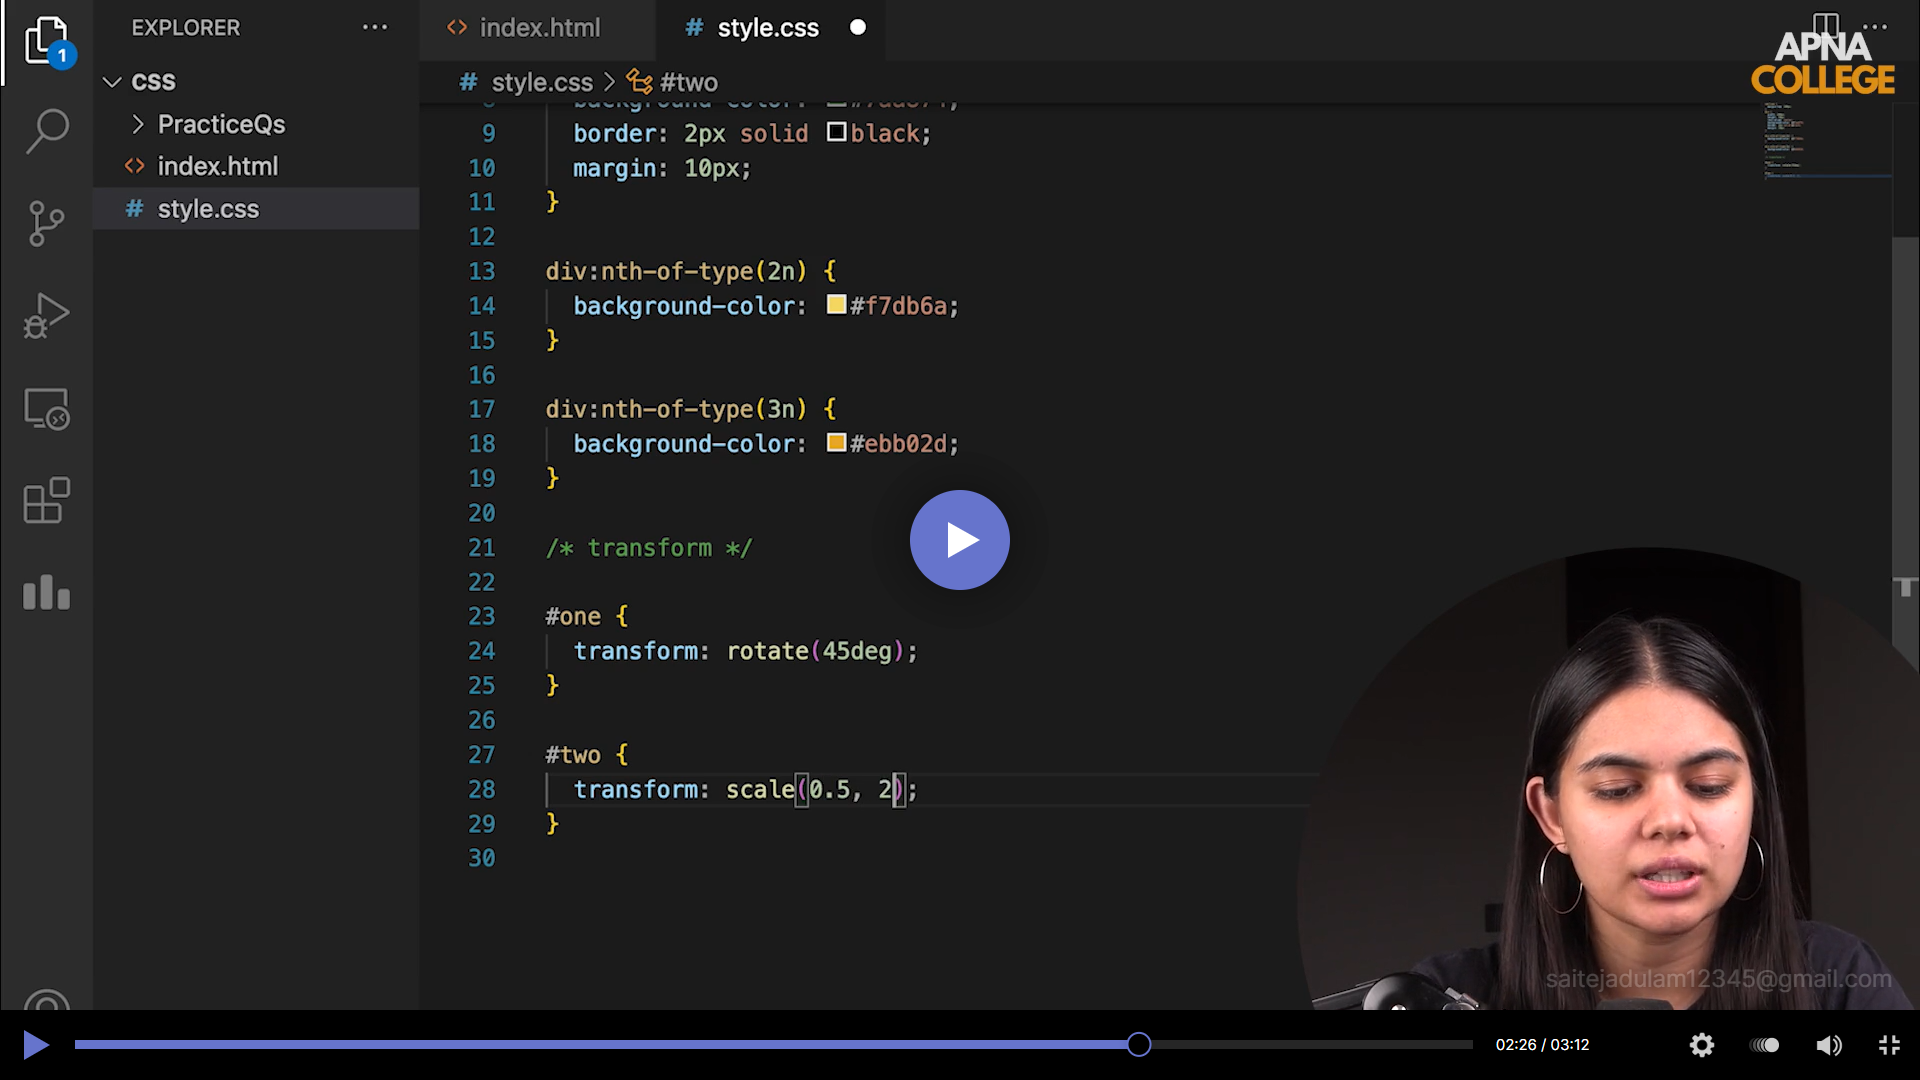 EXPLORER
index.html
# style.css
APNA
COLLEGE
1
CSS
# style.css > #two
PracticeQs
index.html
# style.css
9 border: 2px solid black;
10 margin: 10px;
11 }
12
13 div:nth-of-type(2n) {
14 background-color: #f7db6a;
15 }
16
17 div:nth-of-type(3n) {
18 background-color: #ebb02d;
19 }
20
21 /* transform */
22
23 #one {
24 transform: rotate(45deg);
25 }
26
27 #two {
28 transform: scale(0.5, 2);
29 }
30
saitejadulam12345@gmail.com
02:26 / 03:12